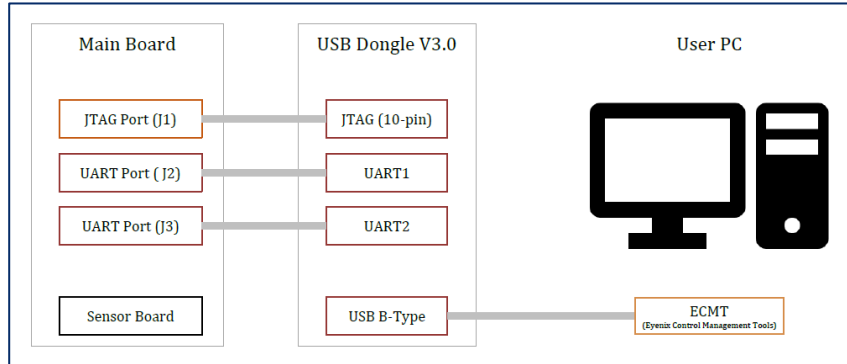 Main Board
USB Dongle V3.0
User PC
JTAG Port (J1)
JTAG (10-pin)
UART Port ( J2)
UART1
UART Port (J3)
UART2
Sensor Board
USB B-Type
ECMT
(Eyenix Control Management Tools)